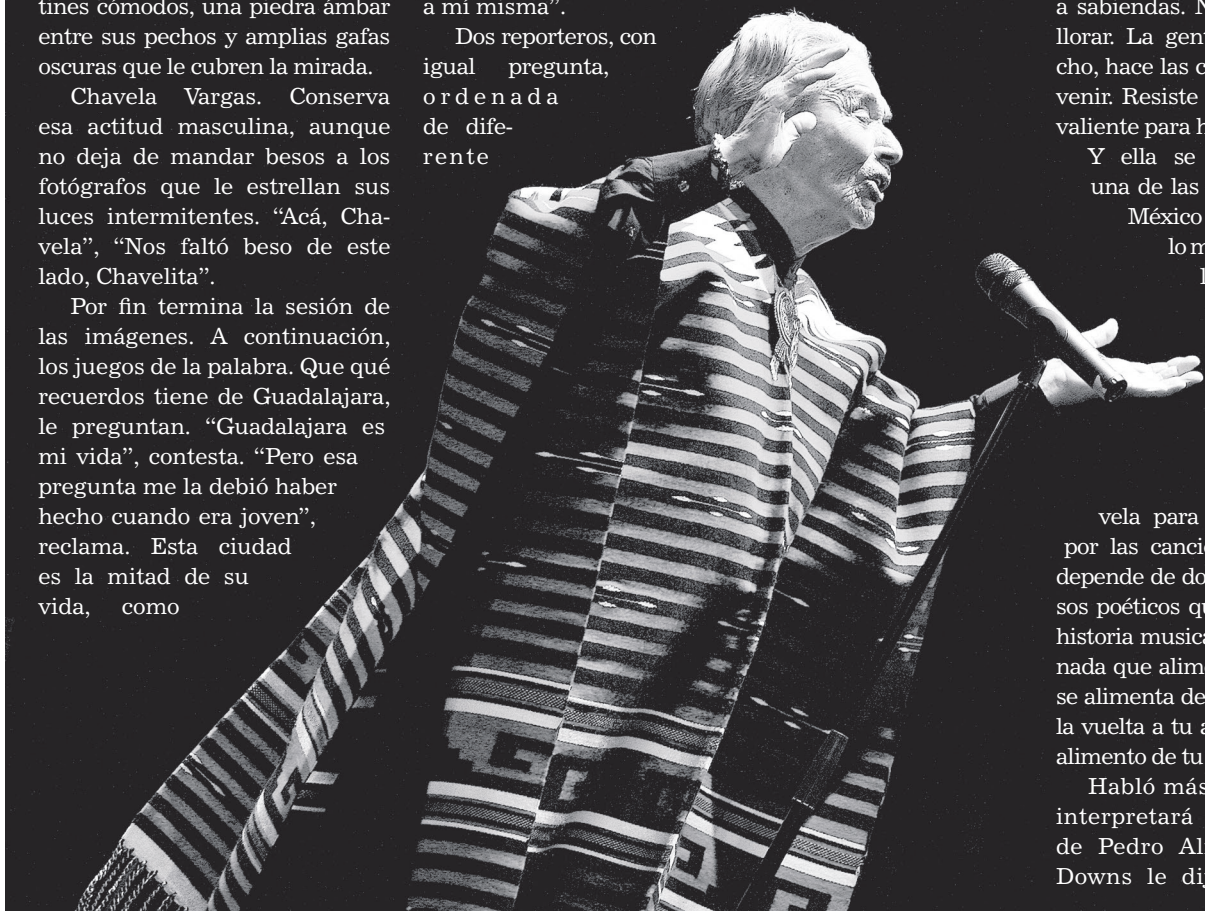 tines cómodos, una piedra ámbar
entre sus pechos y amplias gafas
oscuras que le cubren la mirada.
Chavela Vargas. Conserva
esa actitud masculina, aunque
no deja de mandar besos a los
fotógrafos que le estrellan sus
luces intermitentes. “Acá, Cha-
vela”, “Nos faltó beso de este
lado, Chavelita”.
Por fin termina la sesión de
las imágenes. A continuación,
los juegos de la palabra. Que qué
recuerdos tiene de Guadalajara,
le preguntan. “Guadalajara es
mi vida”, contesta. “Pero esa
pregunta me la debió haber
hecho cuando era joven”,
reclama. Esta ciudad
es la mitad de su
vida, como
a mí misma”.
Dos reporteros, con
igual pregunta,
ordenada
de dife-
rente
a sabiendas.
llorar. La
cho, hace las
venir. Resiste
valiente para
Y ella se
una de las
México
vela para
por las
depende de
sos poéticos
historia
nada que
se alimenta de
la vuelta a tu
alimento de tu
Habló más
interpretará
de Pedro
Downs le